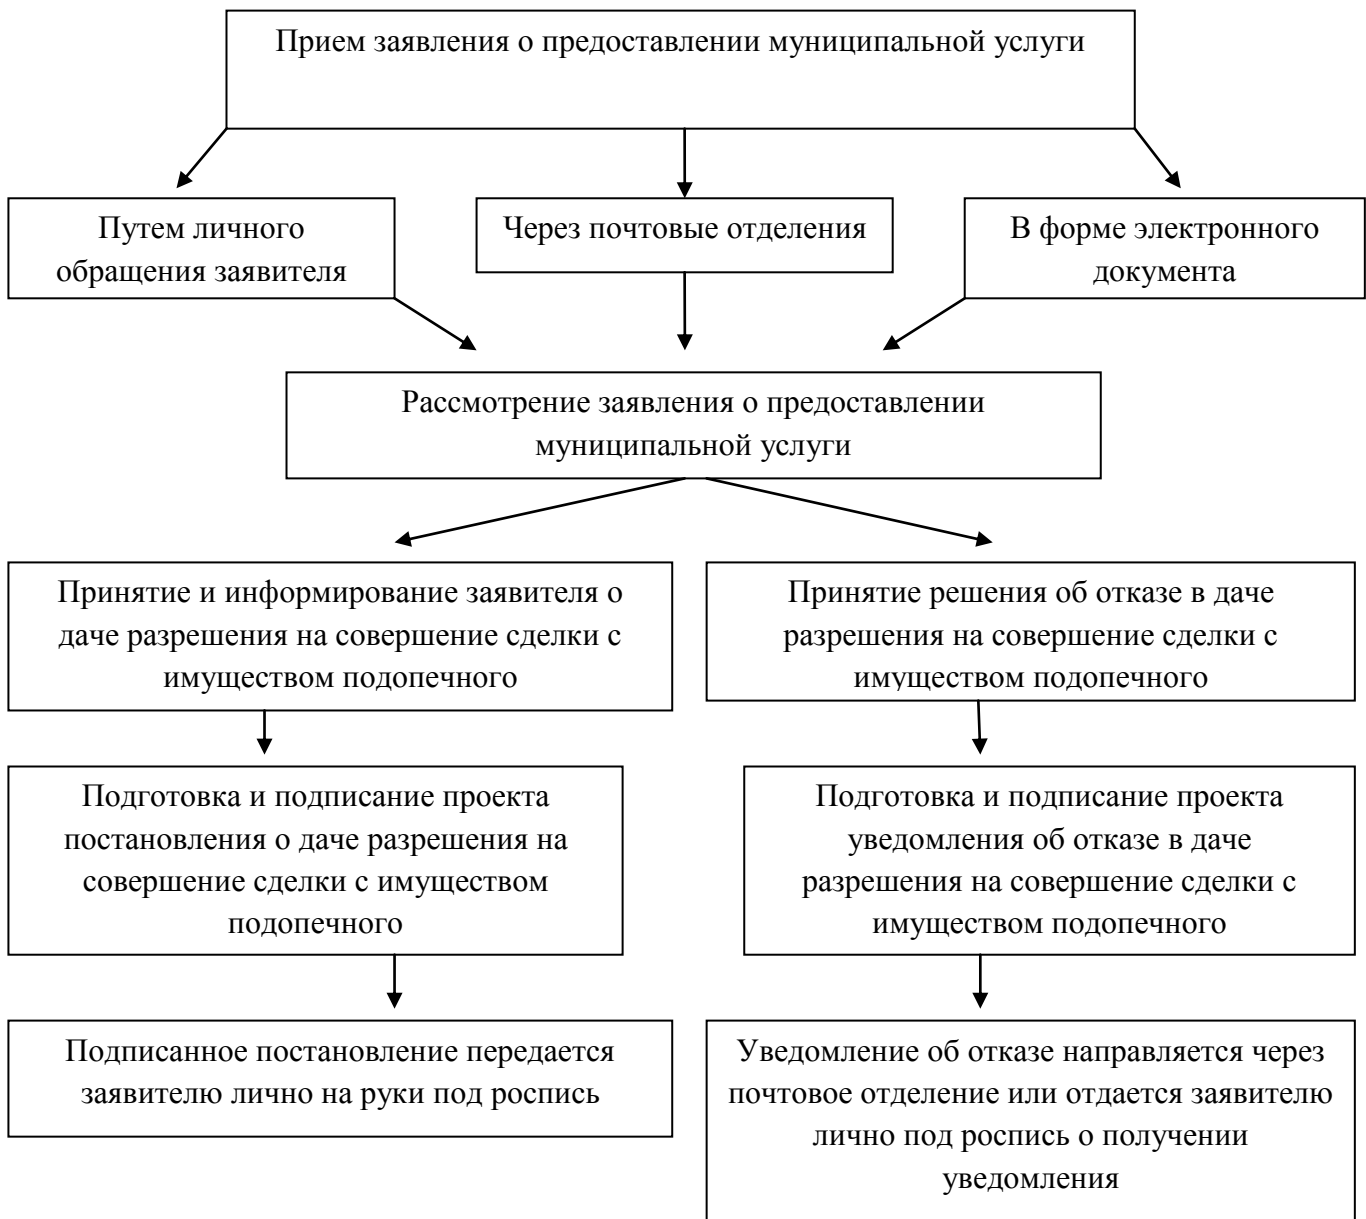 Прием заявления о предоставлении муниципальной услуги
Путем личного
обращения заявителя
Через почтовые отделения
В форме электронного
документа
Рассмотрение заявления о предоставлении
муниципальной услуги
Принятие и информирование заявителя о
даче разрешения на совершение сделки с
имуществом подопечного
Принятие решения об отказе в даче
разрешения на совершение сделки с
имуществом подопечного
Подготовка и подписание проекта
постановления о даче разрешения на
совершение сделки с имуществом
подопечного
Подготовка и подписание проекта
уведомления об отказе в даче
разрешения на совершение сделки с
имуществом подопечного
Подписанное постановление передается
заявителю лично на руки под роспись
Уведомление об отказе направляется через
почтовое отделение или отдается заявителю
лично под роспись о получении
уведомления